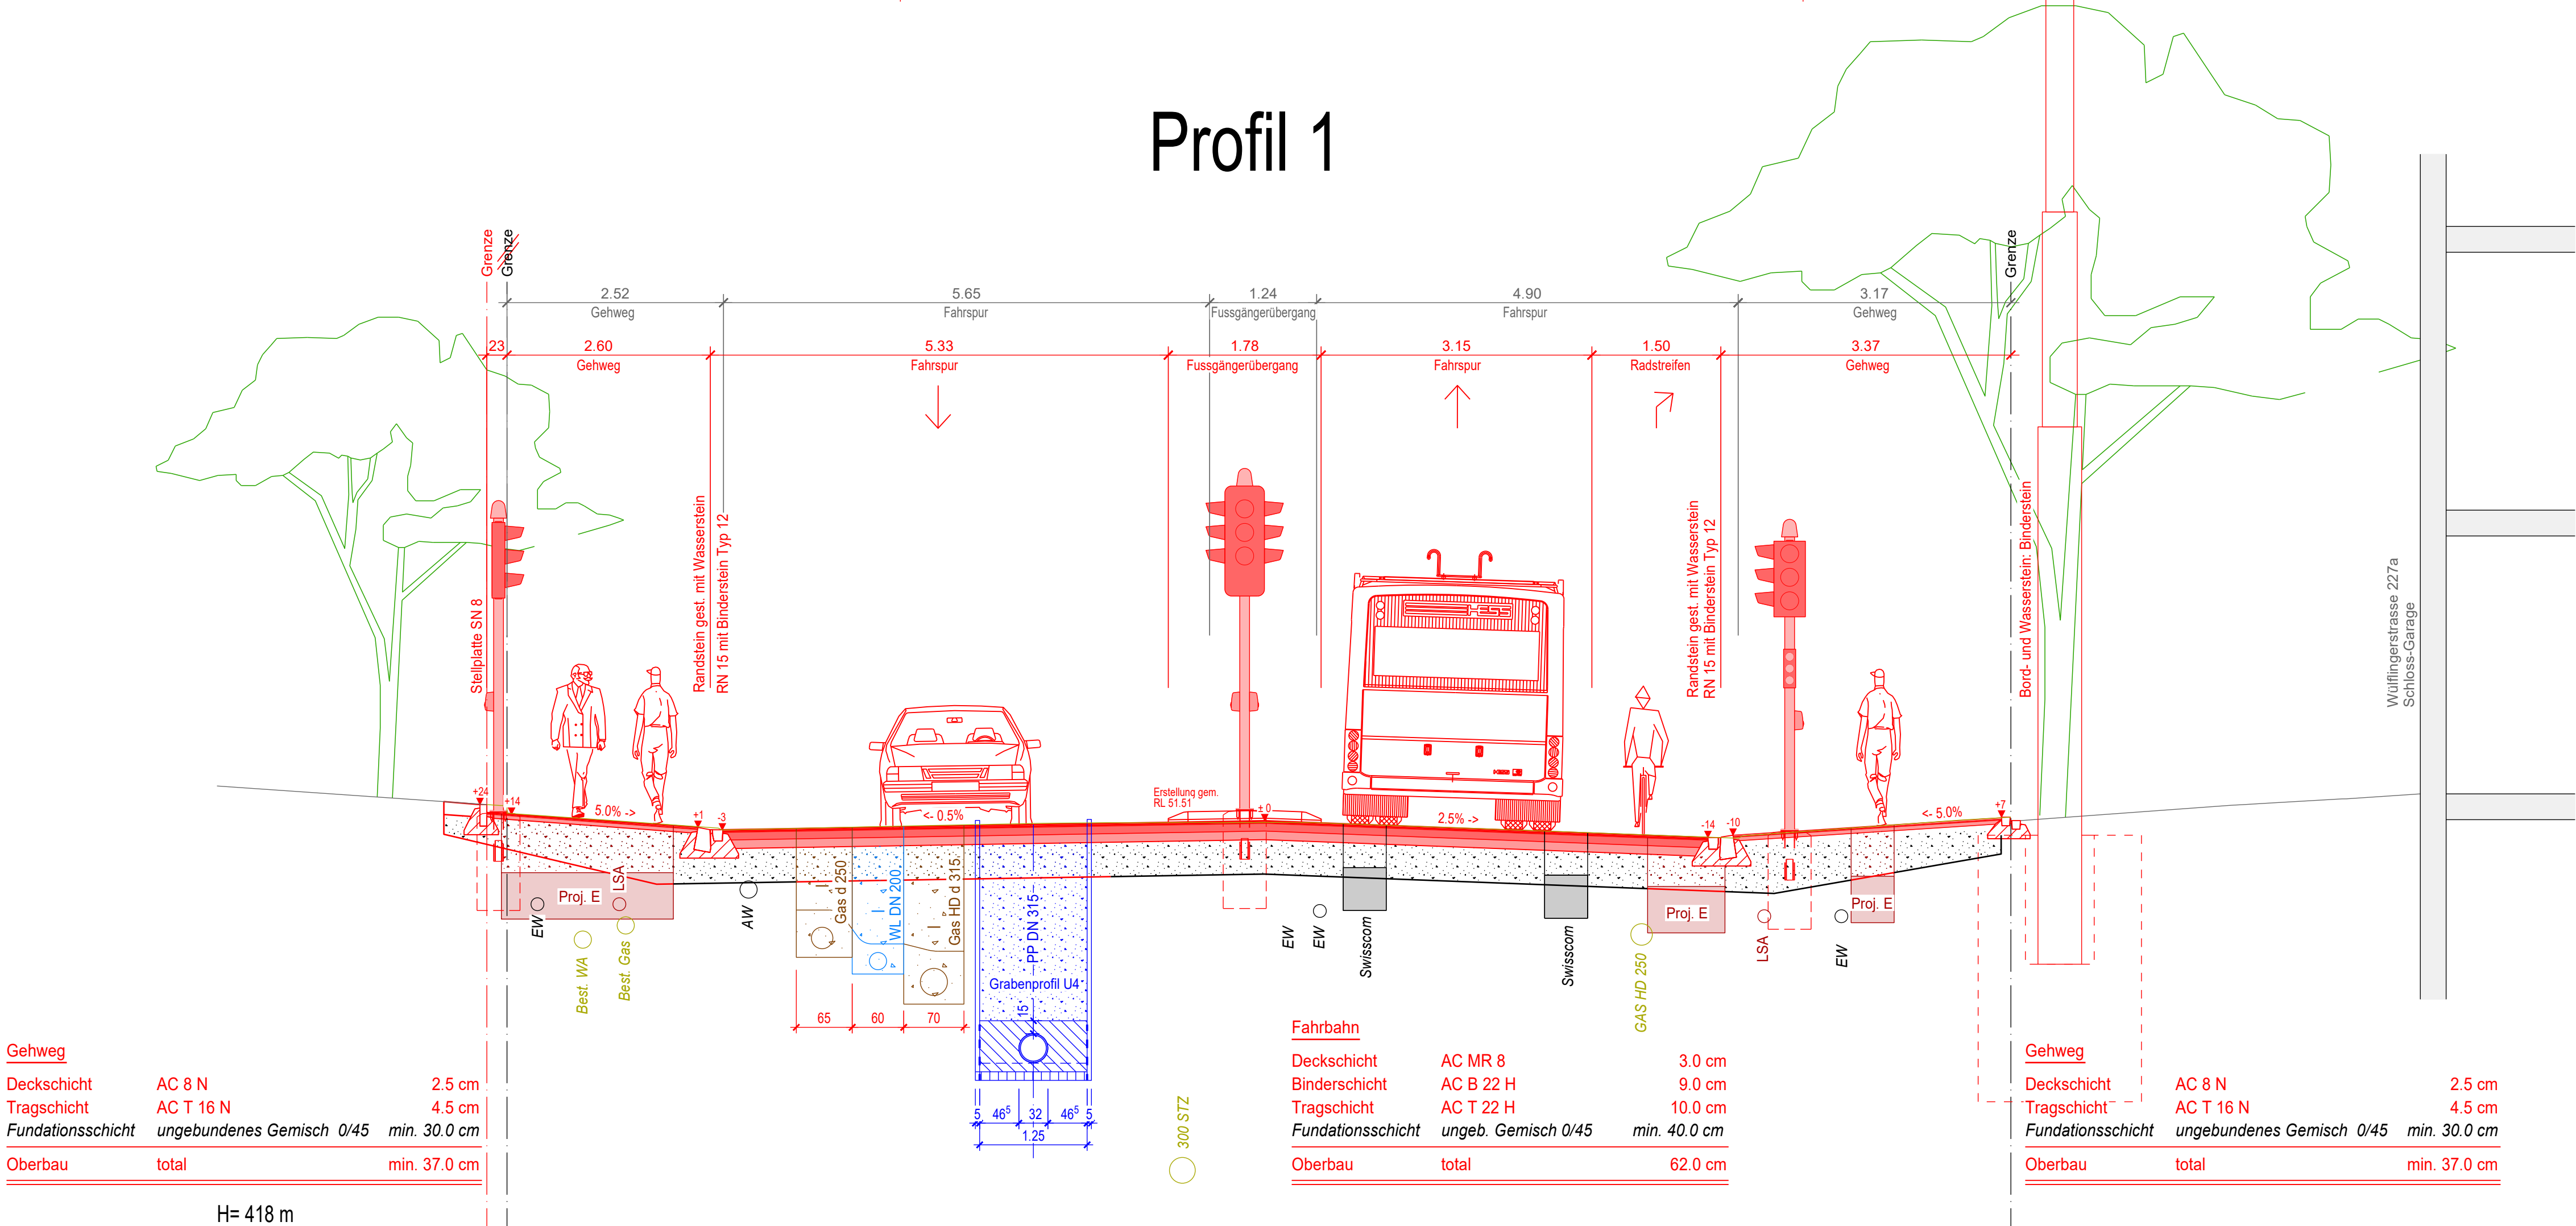 Profil 1
Grenze
Grenze
Grenze
2.52
5.65
1.24
4.90
3.17
Gehweg
Fahrspur
Fussgängerübergang
Fahrspur
Gehweg
23
2.60
5.33
1.78
3.15
1.50
3.37
Gehweg
Fahrspur
Fussgängerübergang
Fahrspur
Radstreifen
Gehweg
Stellplatte SN 8
Randstein gest. mit Wasserstein
RN 15 mit Binderstein Typ 12
Randstein gest. mit Wasserstein
RN 15 mit Binderstein Typ 12
Bord- und Wasserstein: Binderstein
Wülflingerstrasse 227a
Schloss-Garage
HESS
HESS
+24
+14
5.0% ->
+1
-3
<- 0.5%
Erstellung gem.
RL 51.51
± 0
2.5% ->
-14
-10
<- 5.0%
+7
EW
Proj. E
LSA
Best. WA
Best. Gas
AW
Gas d 250
WL DN 200
Gas HD d 315
PP DN 315
Grabenprofil U4
15
EW
EW
Swisscom
Swisscom
GAS HD 250
Proj. E
LSA
EW
Proj. E
65
60
70
5
46⁵
32
46⁵
5
1.25
300 STZ
Gehweg
Deckschicht AC 8 N 2.5 cm
Tragschicht AC T 16 N 4.5 cm
Fundationsschicht ungebundenes Gemisch 0/45 min. 30.0 cm
Oberbau total min. 37.0 cm
H= 418 m
Fahrbahn
Deckschicht AC MR 8 3.0 cm
Binderschicht AC B 22 H 9.0 cm
Tragschicht AC T 22 H 10.0 cm
Fundationsschicht ungeb. Gemisch 0/45 min. 40.0 cm
Oberbau total 62.0 cm
Gehweg
Deckschicht AC 8 N 2.5 cm
Tragschicht AC T 16 N 4.5 cm
Fundationsschicht ungebundenes Gemisch 0/45 min. 30.0 cm
Oberbau total min. 37.0 cm